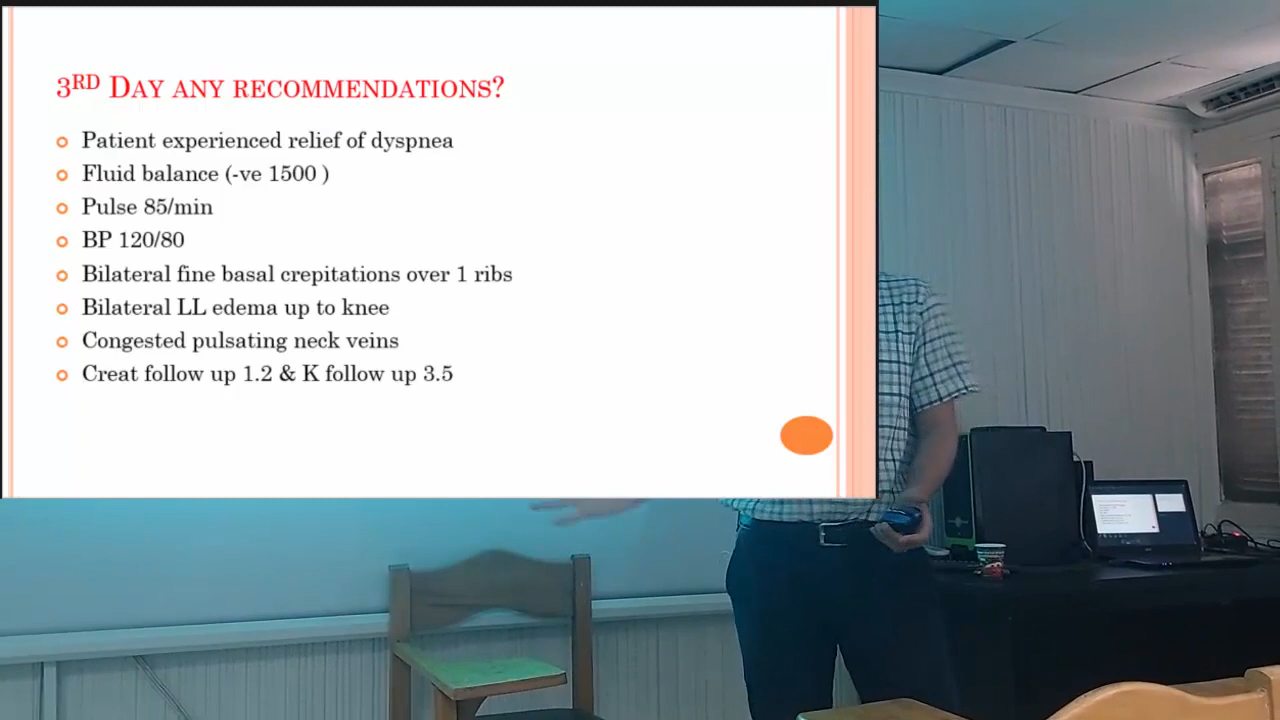 3RD DAY ANY RECOMMENDATIONS?
Patient experienced relief of dyspnea
Fluid balance (-ve 1500 )
Pulse 85/min
BP 120/80
Bilateral fine basal crepitations over 1 ribs
Bilateral LL edema up to knee
Congested pulsating neck veins
Creat follow up 1.2 & K follow up 3.5